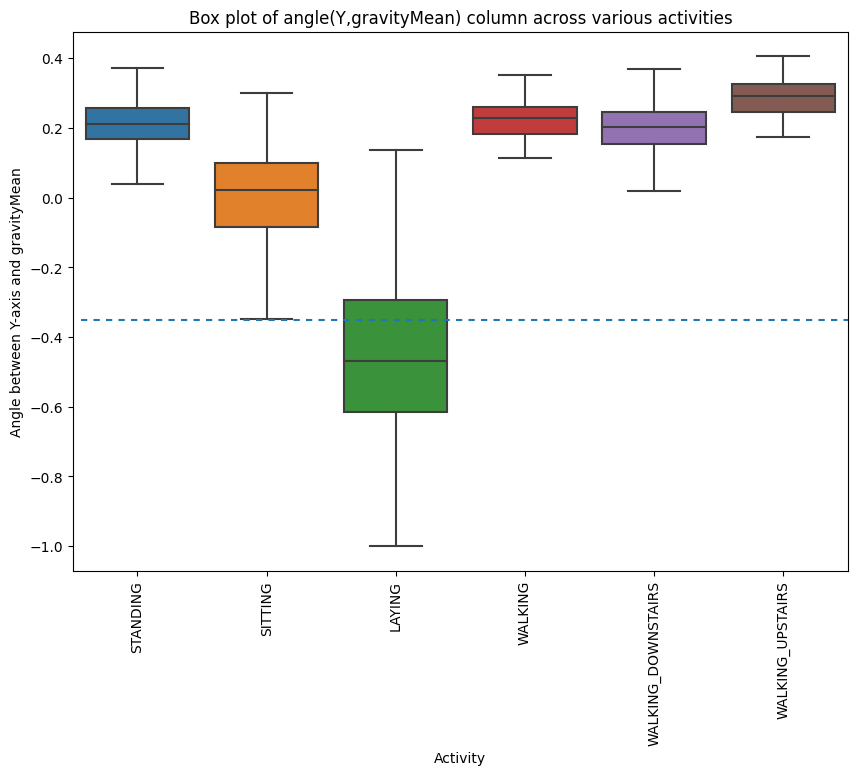 Box plot of angle(Y,gravityMean) column across various activities
Angle between Y-axis and gravityMean
0.4
0.2
0.0
−0.2
−0.4
−0.6
−0.8
−1.0
STANDING
SITTING
LAYING
WALKING
WALKING_DOWNSTAIRS
WALKING_UPSTAIRS
Activity